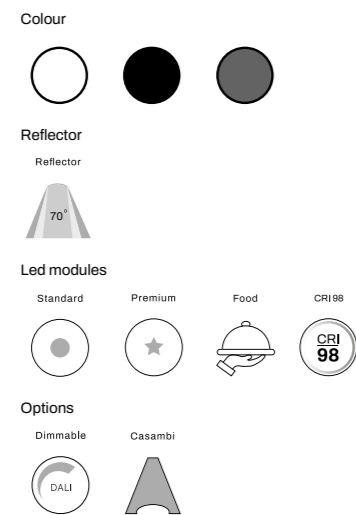 Colour
Reflector
Reflector
70°
Led modules
Standard Premium Food CRI98
CRI
98
Options
Dimmable Casambi
DALI